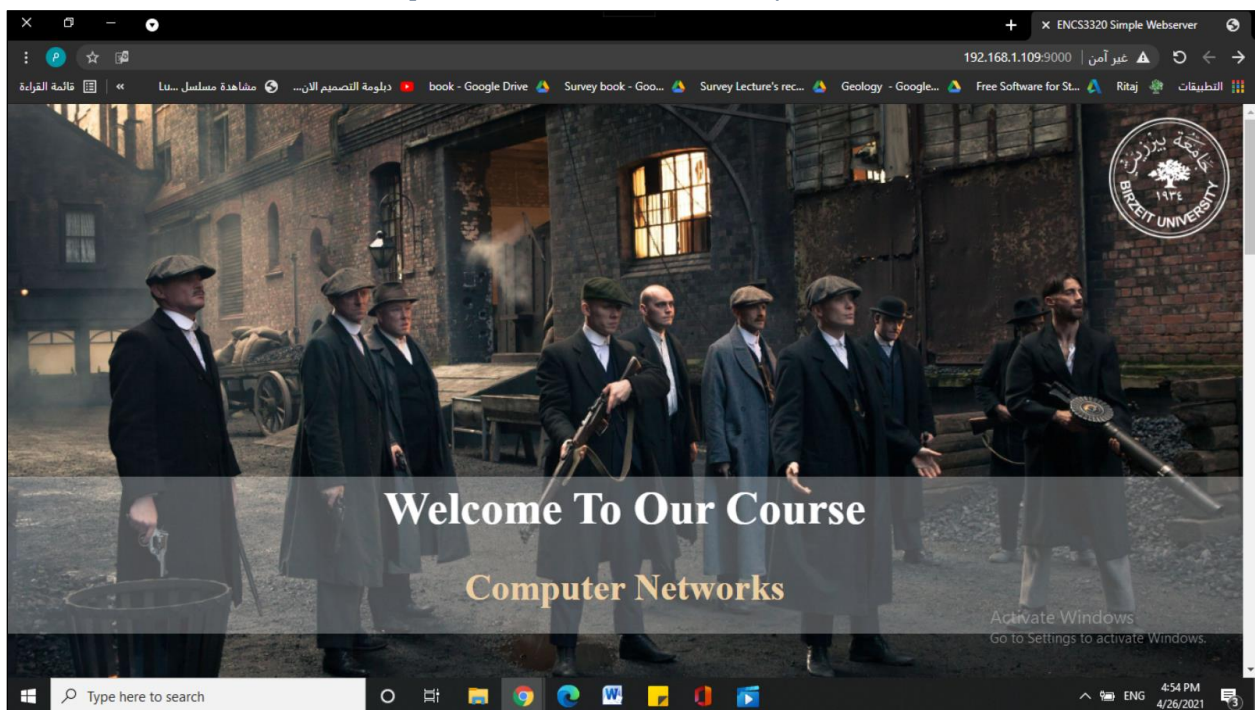 ENCS3320 Simple Webserver
192.168.1.109:9000 | غير آمن
التطبيقات
Ritaj
Free Software for St...
Geology - Google...
Survey Lecture's rec...
Survey book - Goo...
book - Google Drive
دبلومة التصميم الان...
مشاهدة مسلسل Lu...
»
قائمة القراءة
جامعة بيرزيت
١٩٢٤
BIRZEIT UNIVERSITY
Welcome To Our Course
Computer Networks
Activate Windows
Go to Settings to activate Windows.
Type here to search
ENG
4:54 PM
4/26/2021
3